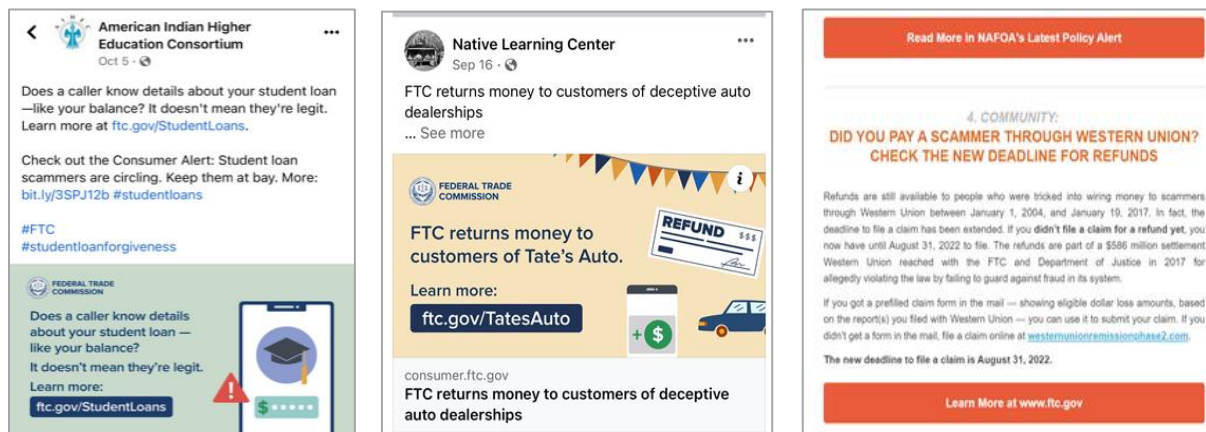 American Indian Higher
Education Consortium
Oct 5 ·
Does a caller know details about your student loan
—like your balance? It doesn't mean they're legit.
Learn more at ftc.gov/StudentLoans.
Check out the Consumer Alert: Student loan
scammers are circling. Keep them at bay. More:
bit.ly/3SPJ12b #studentloans
#FTC
#studentloanforgiveness
FEDERAL TRADE
COMMISSION
Does a caller know details
about your student loan —
like your balance?
It doesn't mean they're legit.
Learn more:
ftc.gov/StudentLoans
$
Native Learning Center
Sep 16 ·
FTC returns money to customers of deceptive auto
dealerships
... See more
i
FEDERAL TRADE
COMMISSION
REFUND $$$
FTC returns money to
customers of Tate's Auto.
Learn more:
ftc.gov/TatesAuto
+$
consumer.ftc.gov
FTC returns money to customers of deceptive
auto dealerships
Read More in NAFOA's Latest Policy Alert
4. COMMUNITY:
DID YOU PAY A SCAMMER THROUGH WESTERN UNION?
CHECK THE NEW DEADLINE FOR REFUNDS
Refunds are still available to people who were tricked into wiring money to scammers
through Western Union between January 1, 2004, and January 19, 2017. In fact, the
deadline to file a claim has been extended. If you didn't file a claim for a refund yet, you
now have until August 31, 2022 to file. The refunds are part of a $586 million settlement
Western Union reached with the FTC and Department of Justice in 2017 for
allegedly violating the law by failing to guard against fraud in its system.
If you got a prefilled claim form in the mail — showing eligible dollar loss amounts, based
on the report(s) you filed with Western Union — you can use it to submit your claim. If you
didn't get a form in the mail, file a claim online at westernunionremissionphase2.com.
The new deadline to file a claim is August 31, 2022.
Learn More at www.ftc.gov